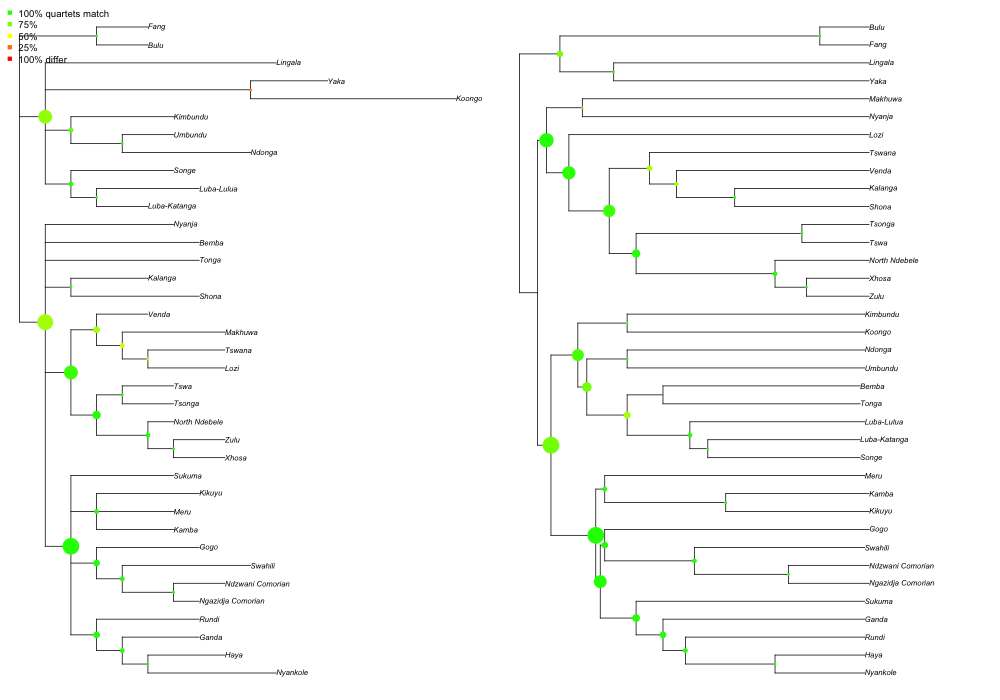 100% quartets match
75%
50%
25%
100% differ
Fang
Bulu
Lingala
Yaka
Koongo
Kimbundu
Umbundu
Ndonga
Songe
Luba-Lulua
Luba-Katanga
Nyanja
Bemba
Tonga
Kalanga
Shona
Venda
Makhuwa
Tswana
Lozi
Tswa
Tsonga
North Ndebele
Zulu
Xhosa
Sukuma
Kikuyu
Meru
Kamba
Gogo
Swahili
Ndzwani Comorian
Ngazidja Comorian
Rundi
Ganda
Haya
Nyankole
Bulu
Fang
Lingala
Yaka
Makhuwa
Nyanja
Lozi
Tswana
Venda
Kalanga
Shona
Tsonga
Tswa
North Ndebele
Xhosa
Zulu
Kimbundu
Koongo
Ndonga
Umbundu
Bemba
Tonga
Luba-Lulua
Luba-Katanga
Songe
Meru
Kamba
Kikuyu
Gogo
Swahili
Ndzwani Comorian
Ngazidja Comorian
Sukuma
Ganda
Rundi
Haya
Nyankole